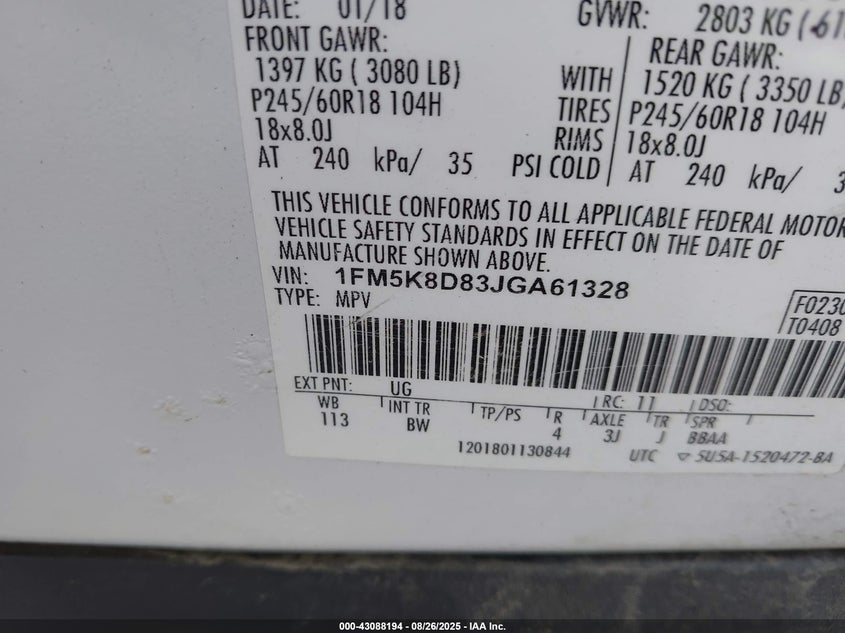 DATE: 01/18
GVWR: 2803 KG
FRONT GAWR:
REAR GAWR:
1397 KG ( 3080 LB)
WITH
1520 KG ( 3350 LB)
P245/60R18 104H
TIRES
P245/60R18 104H
18x8.0J
RIMS
18x8.0J
AT 240 kPa/ 35 PSI COLD
AT 240 kPa/ 3
THIS VEHICLE CONFORMS TO ALL APPLICABLE FEDERAL MOTOR
VEHICLE SAFETY STANDARDS IN EFFECT ON THE DATE OF
MANUFACTURE SHOWN ABOVE.
VIN: 1FM5K8D83JGA61328
TYPE: MPV
F0230
T0408
EXT PNT: UG
RC: 11
DSO:
WB
INT TR
TP/PS
R
AXLE
TR
SPR
113
BW
4
3J
J
BBAA
1201801130844
UTC ▽ 5U5A-1520472-BA
000-43088194 - 08/26/2025 - IAA Inc.